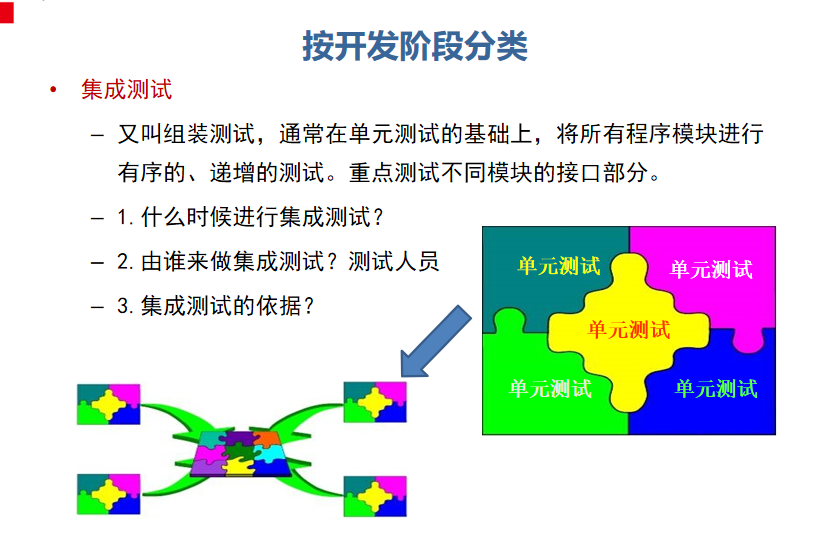 按开发阶段分类
• 集成测试
– 又叫组装测试，通常在单元测试的基础上，将所有程序模块进行
有序的、递增的测试。重点测试不同模块的接口部分。
– 1.什么时候进行集成测试？
– 2.由谁来做集成测试？测试人员
– 3.集成测试的依据？
单元测试
单元测试
单元测试
单元测试
单元测试